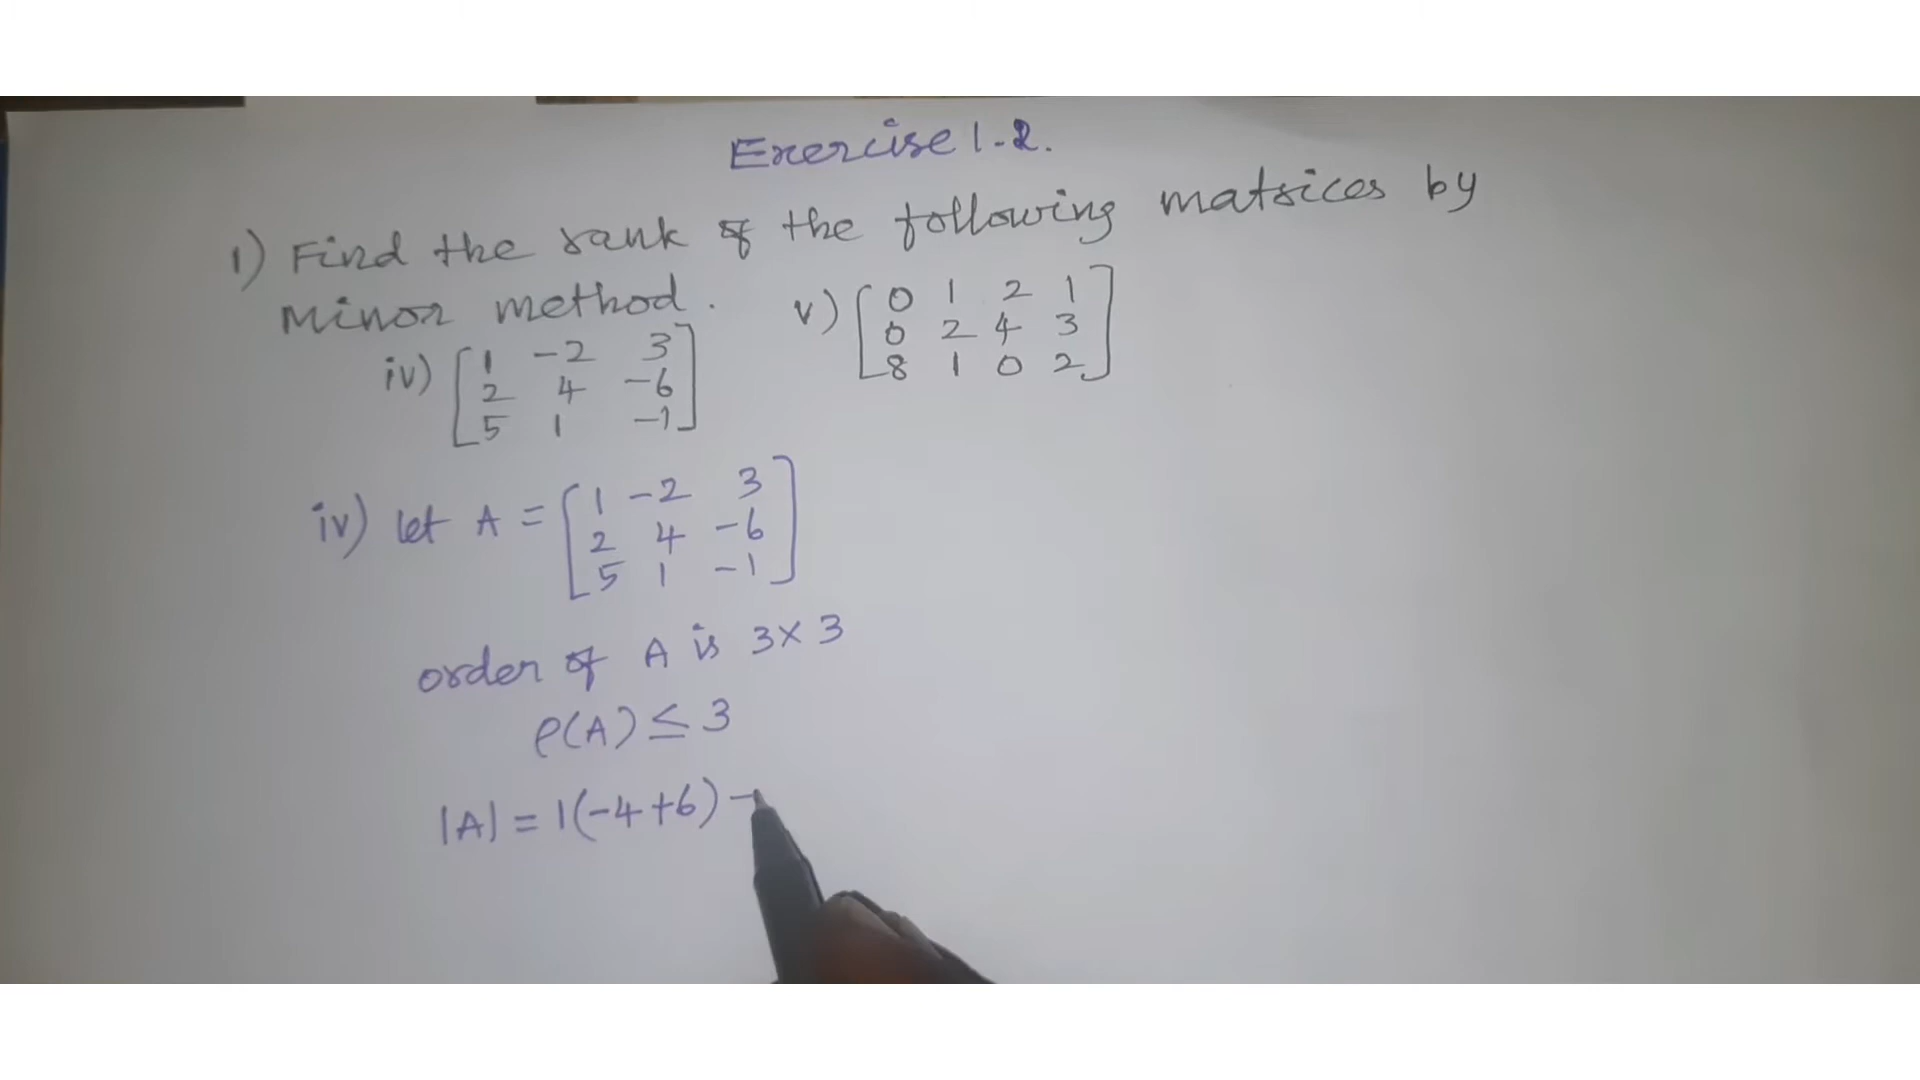 Exercise 1.2.
1) Find the rank of the following matrices by
Minor method.
iv) [1 -2 3
2 4 -6
5 1 -1]
v) [0 1 2 1
0 2 4 3
8 1 0 2]
iv) let A = [1 -2 3
2 4 -6
5 1 -1]
order of A is 3×3
ρ(A) ≤ 3
|A| = 1(-4+6) -